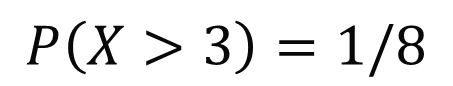 P(X > 3) = 1/8